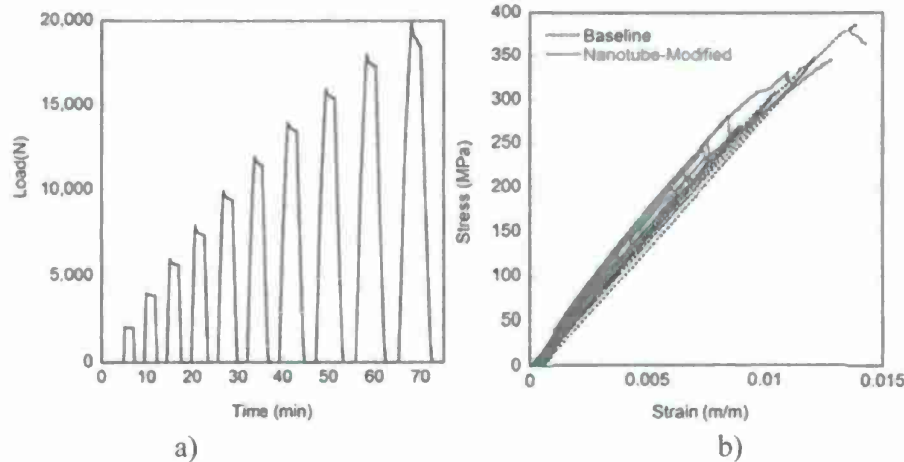 20,000
15,000
10,000
5,000
0
Load(N)
0 10 20 30 40 50 60 70
Time (min)
a)
400
350
300
250
200
150
100
50
0
Stress (MPa)
Baseline
Nanotube-Modified
0 0.005 0.01 0.015
Strain (m/m)
b)